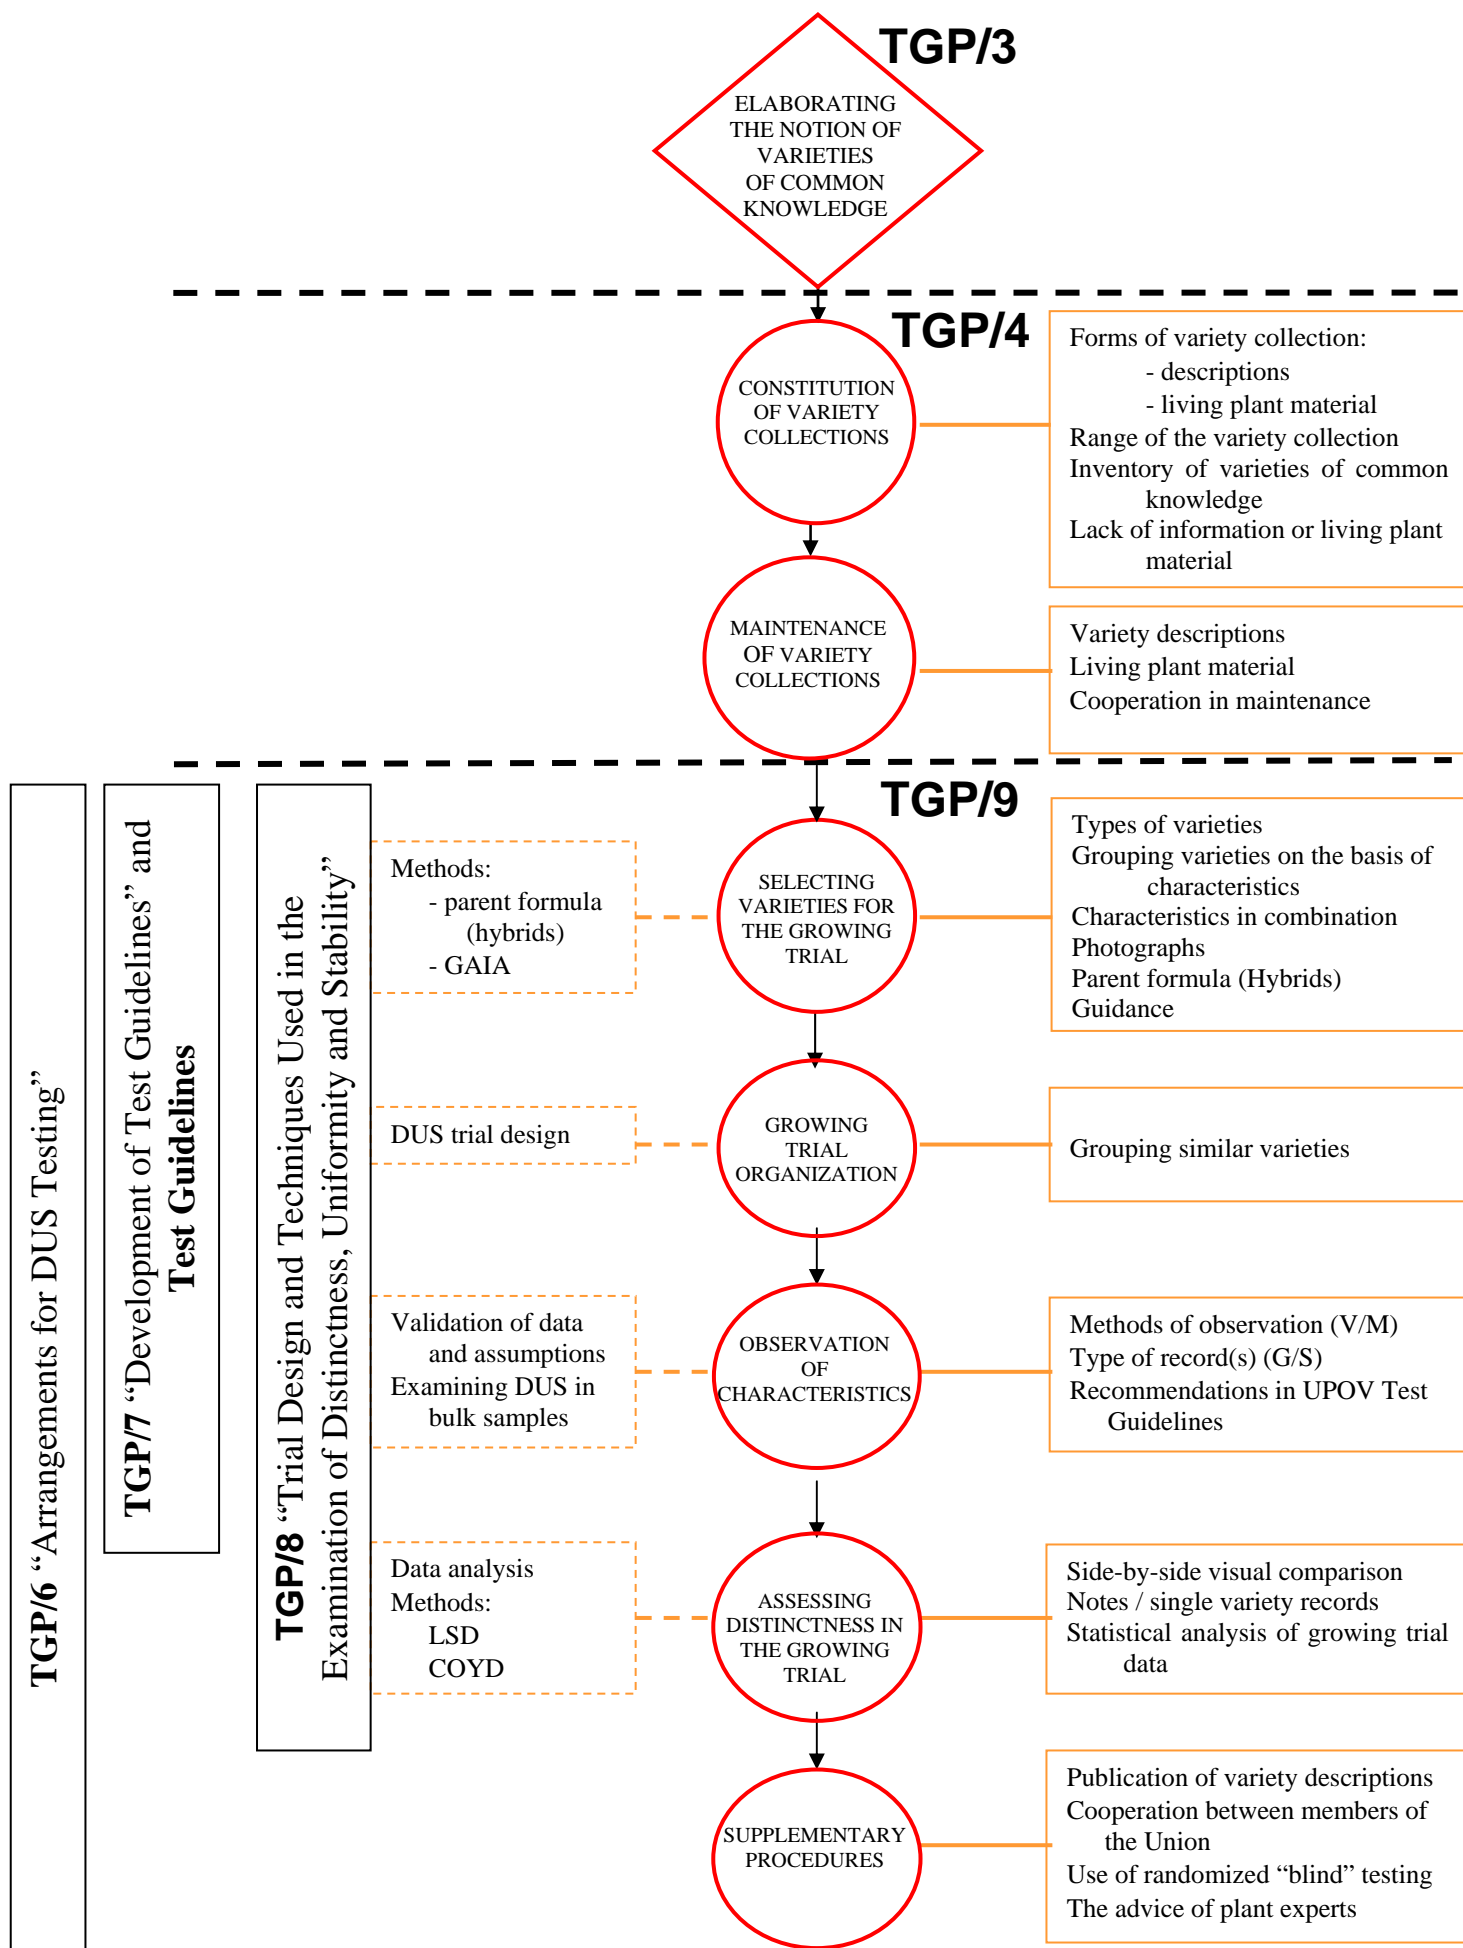 TGP/3
ELABORATING
THE NOTION OF
VARIETIES
OF COMMON
KNOWLEDGE
TGP/4
CONSTITUTION
OF VARIETY
COLLECTIONS
Forms of variety collection:
- descriptions
- living plant material
Range of the variety collection
Inventory of varieties of common
knowledge
Lack of information or living plant
material
MAINTENANCE
OF VARIETY
COLLECTIONS
Variety descriptions
Living plant material
Cooperation in maintenance
TGP/6 “Arrangements for DUS Testing”
TGP/7 “Development of Test Guidelines” and
Test Guidelines
TGP/8 “Trial Design and Techniques Used in the
Examination of Distinctness, Uniformity and Stability”
TGP/9
Methods:
- parent formula
(hybrids)
- GAIA
SELECTING
VARIETIES FOR
THE GROWING
TRIAL
Types of varieties
Grouping varieties on the basis of
characteristics
Characteristics in combination
Photographs
Parent formula (Hybrids)
Guidance
DUS trial design
GROWING
TRIAL
ORGANIZATION
Grouping similar varieties
Validation of data
and assumptions
Examining DUS in
bulk samples
OBSERVATION
OF
CHARACTERISTICS
Methods of observation (V/M)
Type of record(s) (G/S)
Recommendations in UPOV Test
Guidelines
Data analysis
Methods:
LSD
COYD
ASSESSING
DISTINCTNESS IN
THE GROWING
TRIAL
Side-by-side visual comparison
Notes / single variety records
Statistical analysis of growing trial
data
SUPPLEMENTARY
PROCEDURES
Publication of variety descriptions
Cooperation between members of
the Union
Use of randomized “blind” testing
The advice of plant experts